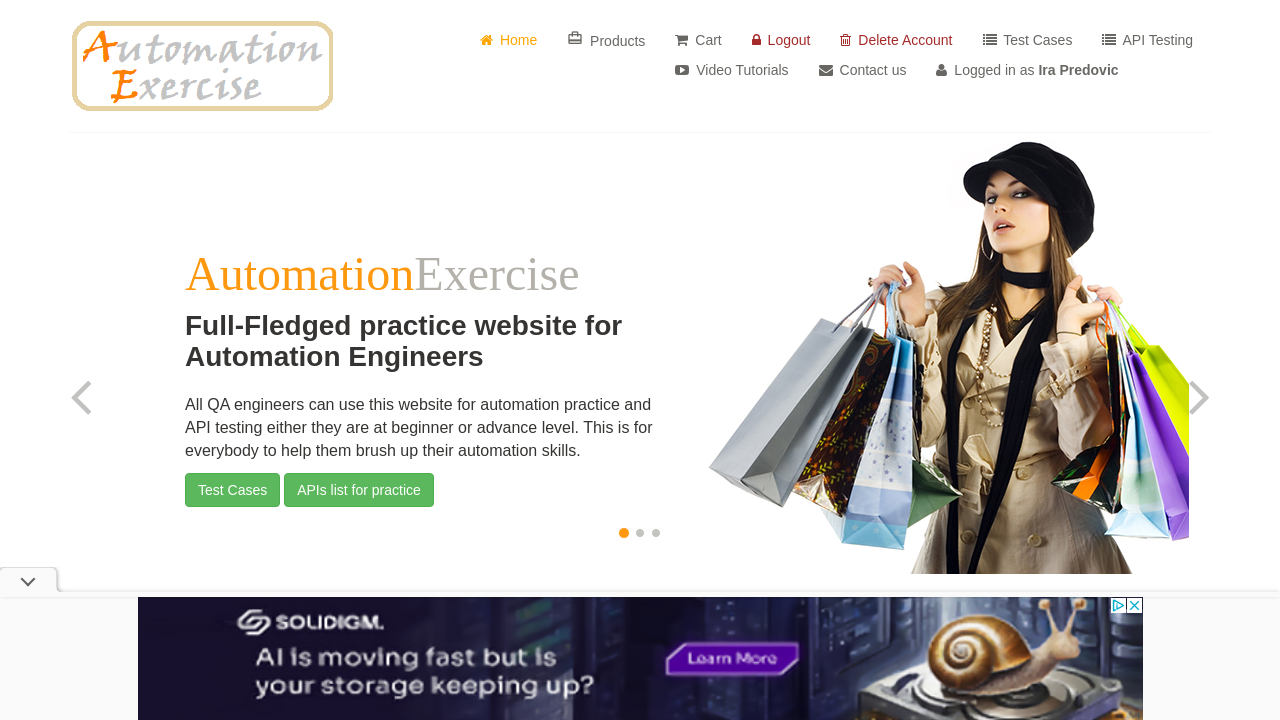 Automation
Exercise
Home
Products
Cart
Logout
Delete Account
Test Cases
API Testing
Video Tutorials
Contact us
Logged in as Ira Predovic
AutomationExercise
Full-Fledged practice website for
Automation Engineers
All QA engineers can use this website for automation practice and
API testing either they are at beginner or advance level. This is for
everybody to help them brush up their automation skills.
Test Cases
APIs list for practice
SOLIDIGM.
AI is moving fast but is
your storage keeping up?
Learn More